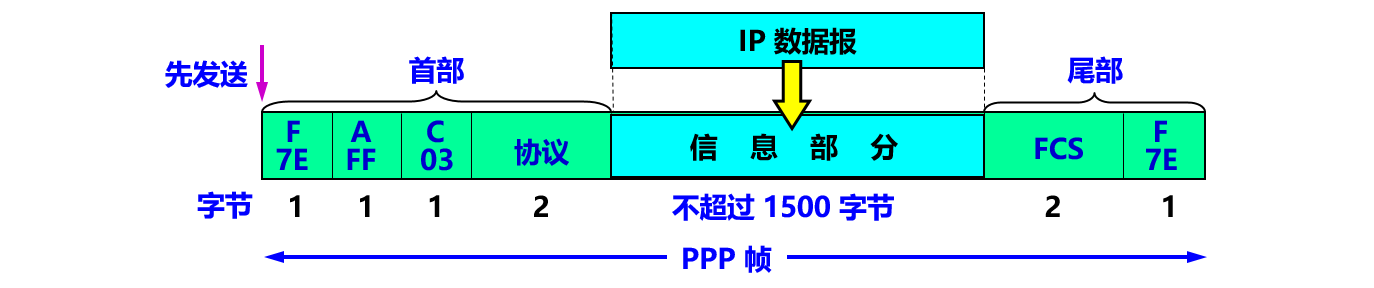 IP 数据报
先发送
首部
尾部
F A C F
7E FF 03 协议 信息部分 FCS 7E
字节 1 1 1 2 不超过 1500 字节 2 1
PPP 帧